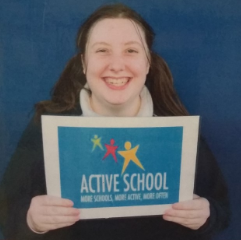 ACTIVE SCHOOL
MORE SCHOOLS, MORE ACTIVE, MORE OFTEN